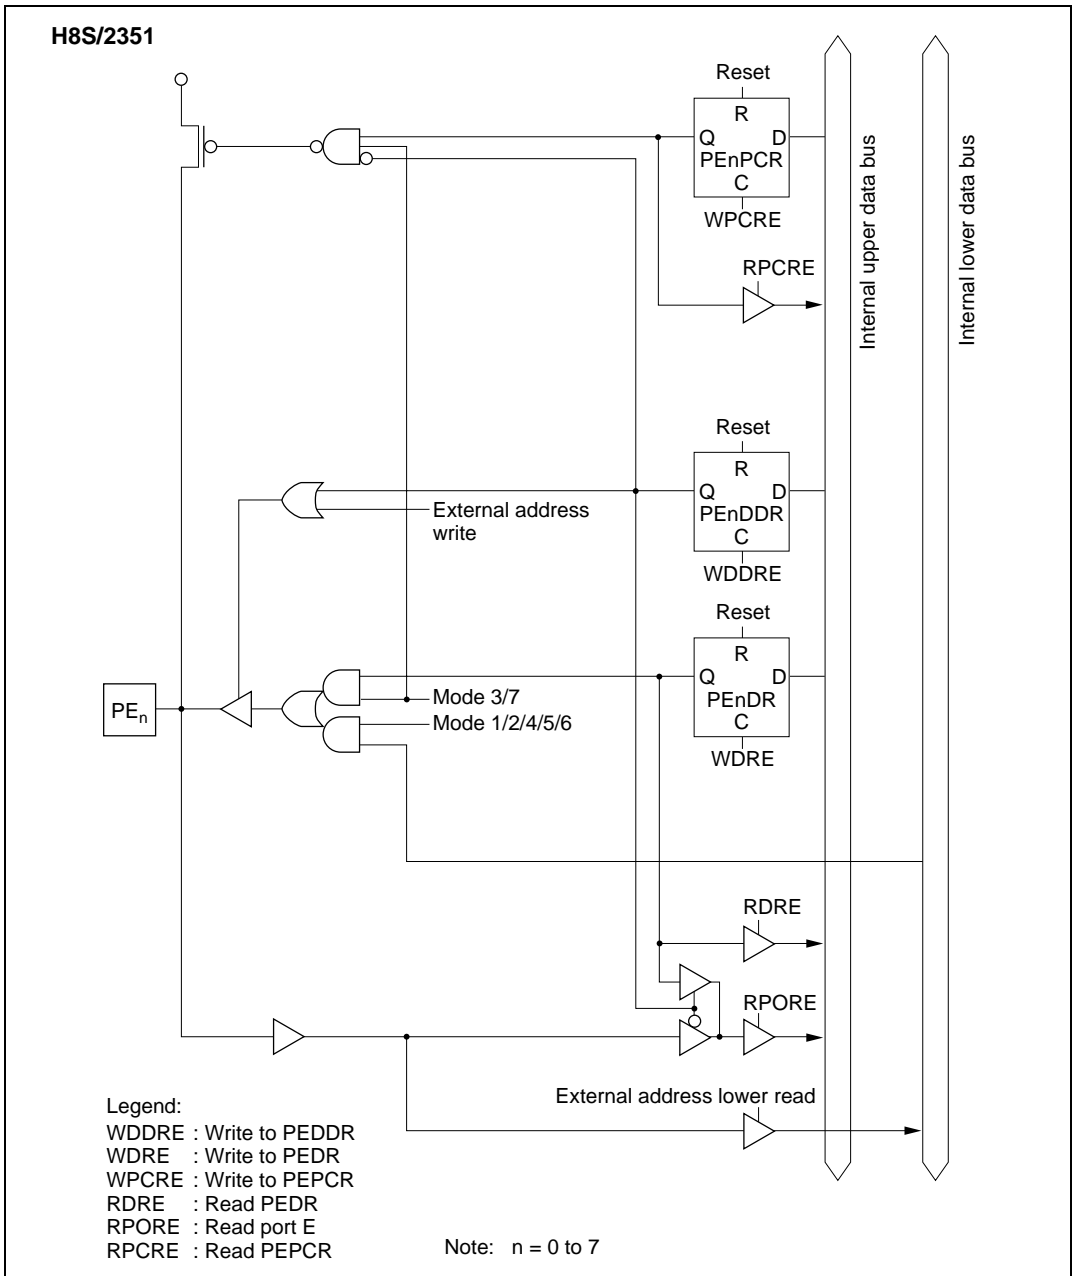 H8S/2351
Reset
R
Q D
PEnPCR
C
WPCRE
RPCRE
Internal upper data bus
Internal lower data bus
Reset
R
Q D
PEnDDR
C
WDDRE
External address
write
Reset
R
Q D
PEnDR
C
WDRE
Mode 3/7
Mode 1/2/4/5/6
PEn
RDRE
RPORE
External address lower read
Legend:
WDDRE : Write to PEDDR
WDRE : Write to PEDR
WPCRE : Write to PEPCR
RDRE : Read PEDR
RPORE : Read port E
RPCRE : Read PEPCR
Note: n = 0 to 7